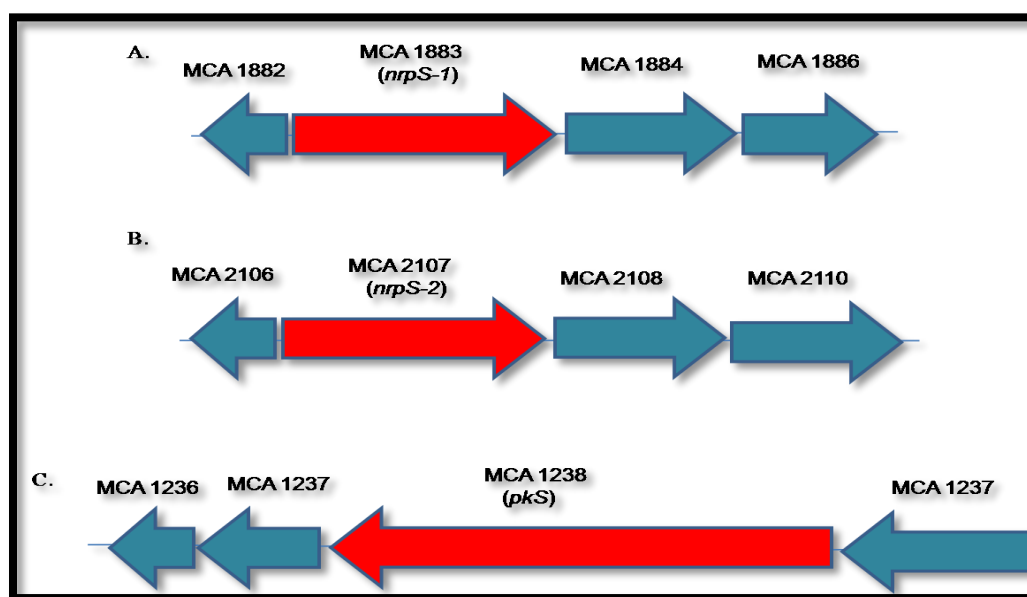 A.
MCA 1882
MCA 1883
(nrpS-1)
MCA 1884
MCA 1886
B.
MCA 2106
MCA 2107
(nrpS-2)
MCA 2108
MCA 2110
C.
MCA 1236
MCA 1237
MCA 1238
(pkS)
MCA 1237